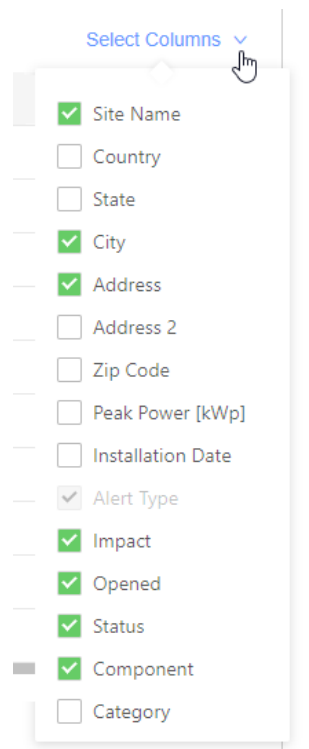 Select Columns
Site Name
Country
State
City
Address
Address 2
Zip Code
Peak Power [kWp]
Installation Date
Alert Type
Impact
Opened
Status
Component
Category